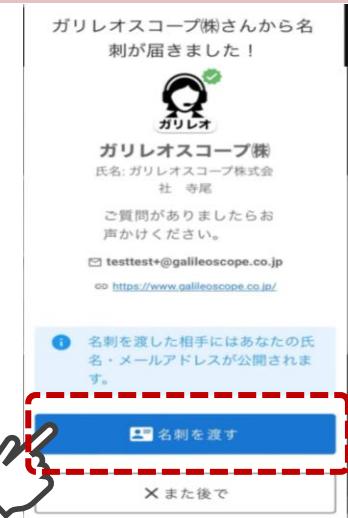 ガリレオスコープ㈱さんから名
刺が届きました！
ガリレオ
ガリレオスコープ㈱
氏名: ガリレオスコープ株式会
社 寺尾
ご質問がありましたらお
声かけください。
testtest+@galileoscope.co.jp
https://www.galileoscope.co.jp/
名刺を渡した相手にはあなたの氏
名・メールアドレスが公開されま
す。
名刺を渡す
✕ また後で